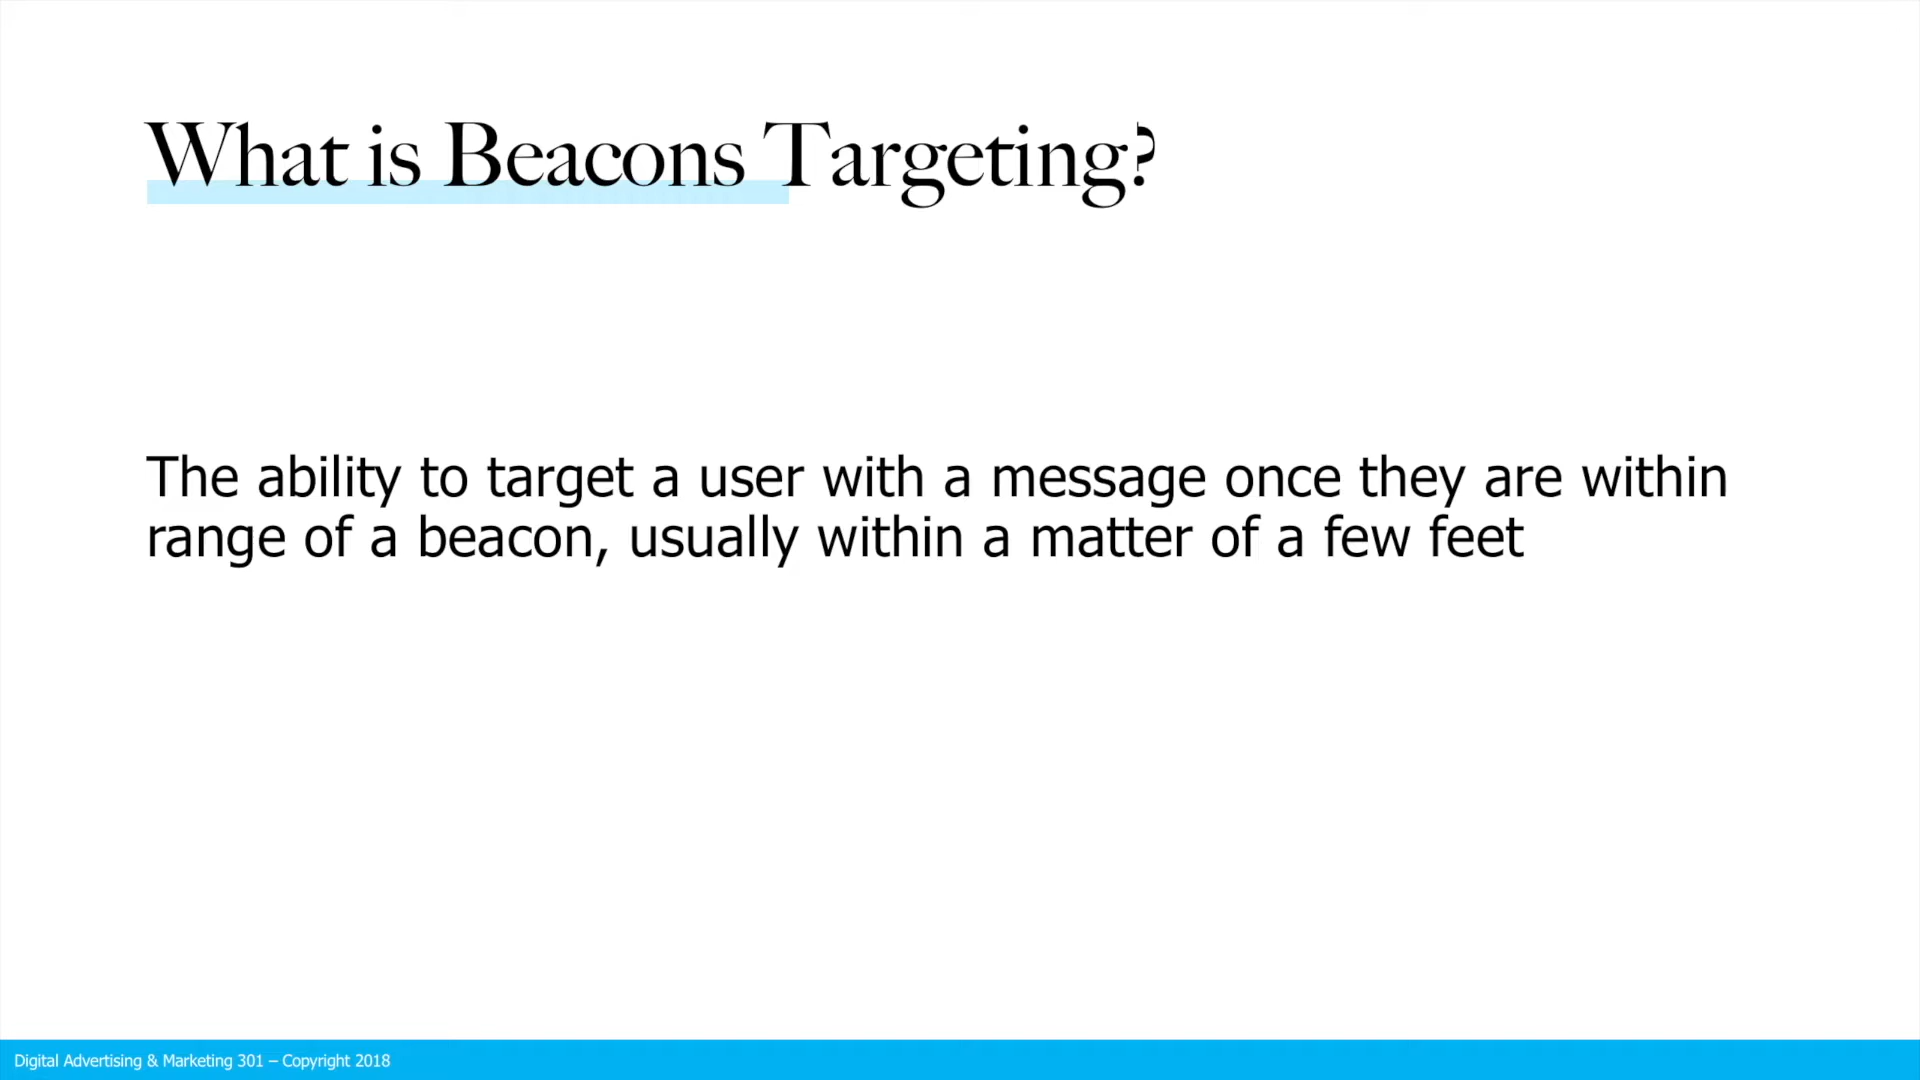 What is Beacons Targeting?
The ability to target a user with a message once they are within
range of a beacon, usually within a matter of a few feet
Digital Advertising & Marketing 301 – Copyright 2018